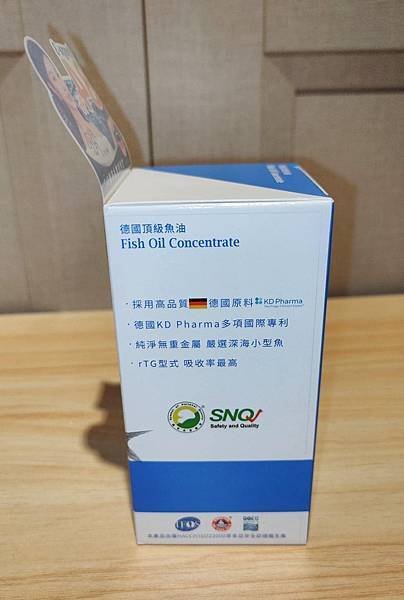 德國頂級魚油
Fish Oil Concentrate
·採用高品質德國原料 KD Pharma
·德國KD Pharma多項國際專利
·純淨無重金屬 嚴選深海小型魚
·rTG型式 吸收率最高
SNQ
Safety and Quality
IFOS